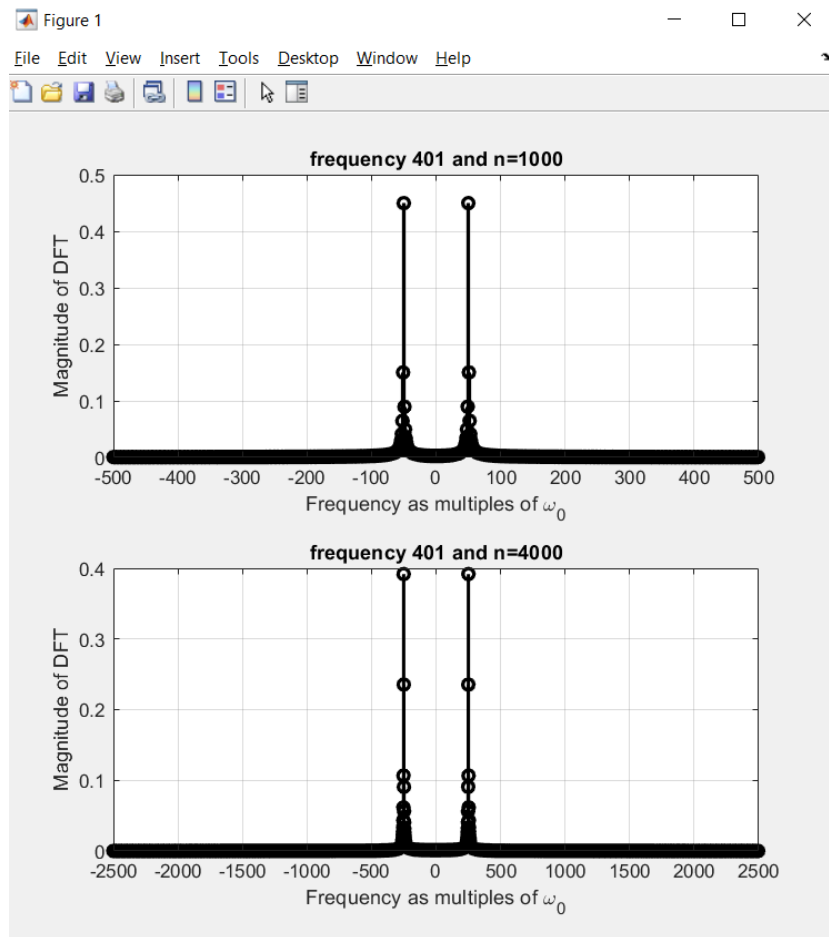 Figure 1
File Edit View Insert Tools Desktop Window Help
frequency 401 and n=1000
0.5
0.4
0.3
0.2
0.1
0
Magnitude of DFT
-500 -400 -300 -200 -100 0 100 200 300 400 500
Frequency as multiples of ω0
frequency 401 and n=4000
0.4
0.3
0.2
0.1
0
Magnitude of DFT
-2500 -2000 -1500 -1000 -500 0 500 1000 1500 2000 2500
Frequency as multiples of ω0